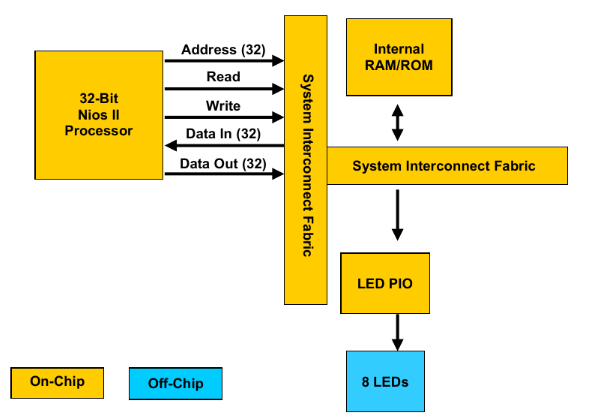 Address (32)
Read
Write
Data In (32)
Data Out (32)
32-Bit
Nios II
Processor
System Interconnect Fabric
Internal
RAM/ROM
System Interconnect Fabric
LED PIO
8 LEDs
On-Chip
Off-Chip